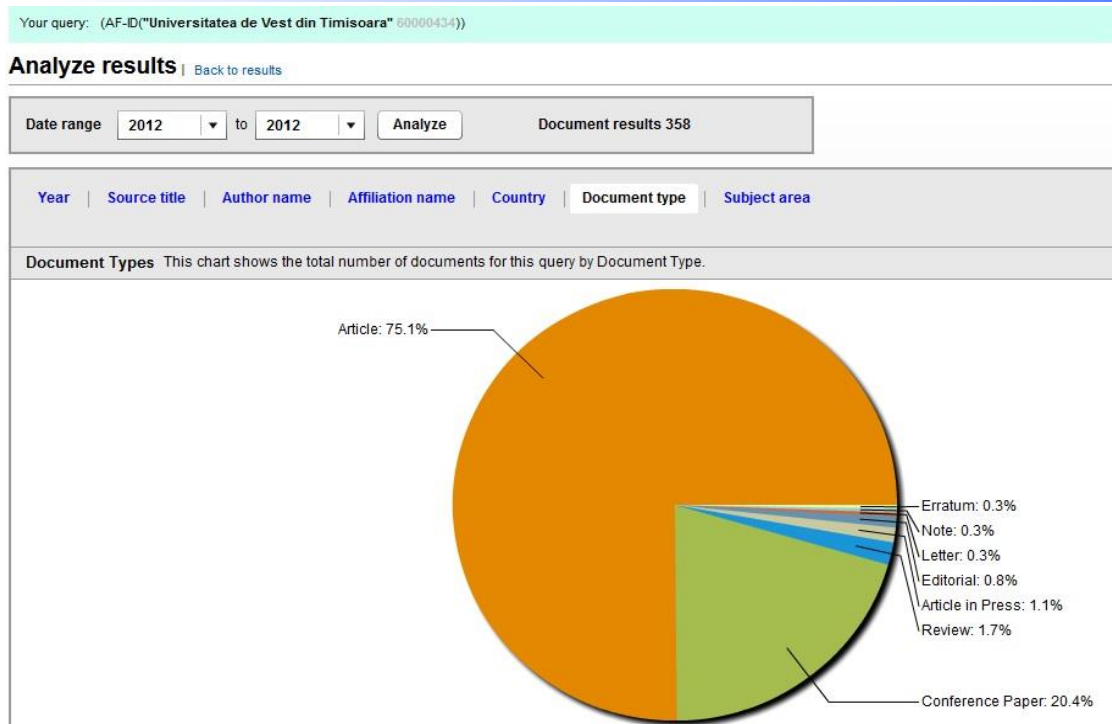 Your query: (AF-ID("Universitatea de Vest din Timisoara" 60000434))
Analyze results | Back to results
Date range 2012 to 2012 Analyze Document results 358
Year | Source title | Author name | Affiliation name | Country | Document type | Subject area
Document Types This chart shows the total number of documents for this query by Document Type.
Article: 75.1%
Erratum: 0.3%
Note: 0.3%
Letter: 0.3%
Editorial: 0.8%
Article in Press: 1.1%
Review: 1.7%
Conference Paper: 20.4%